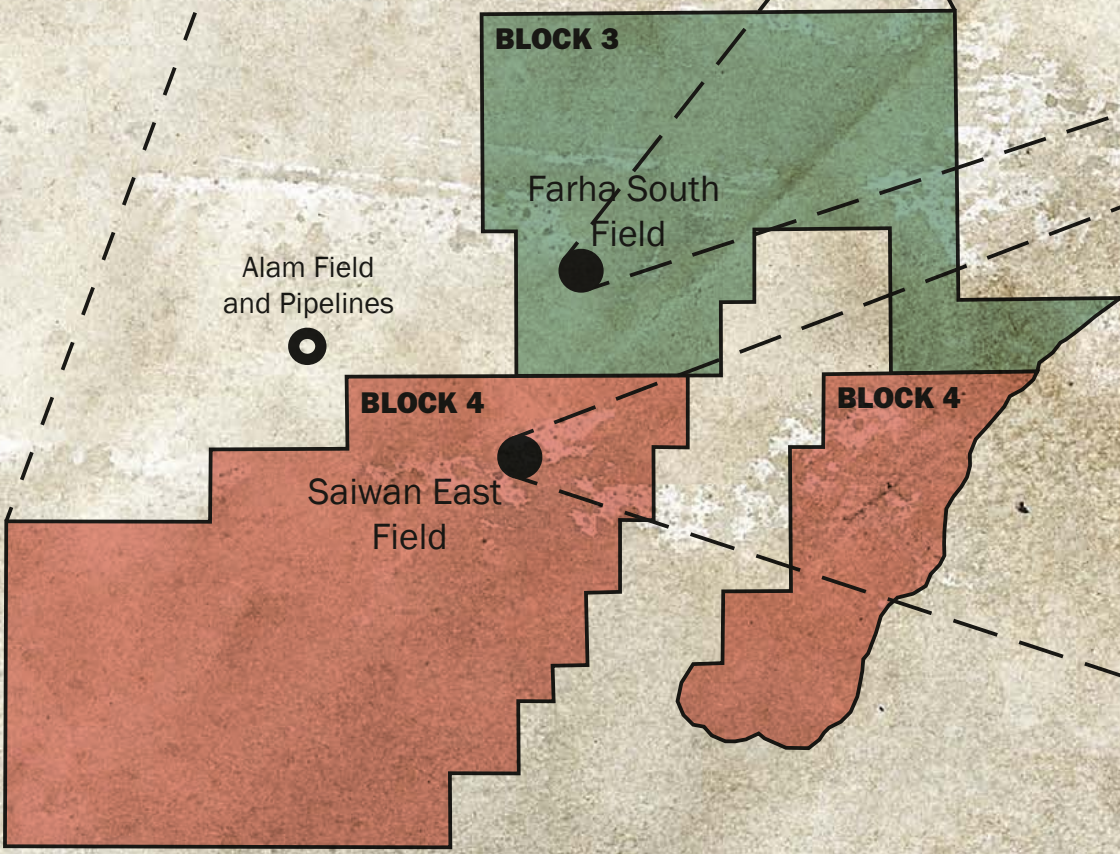 BLOCK 3
Farha South
Field
Alam Field
and Pipelines
BLOCK 4
BLOCK 4
Saiwan East
Field